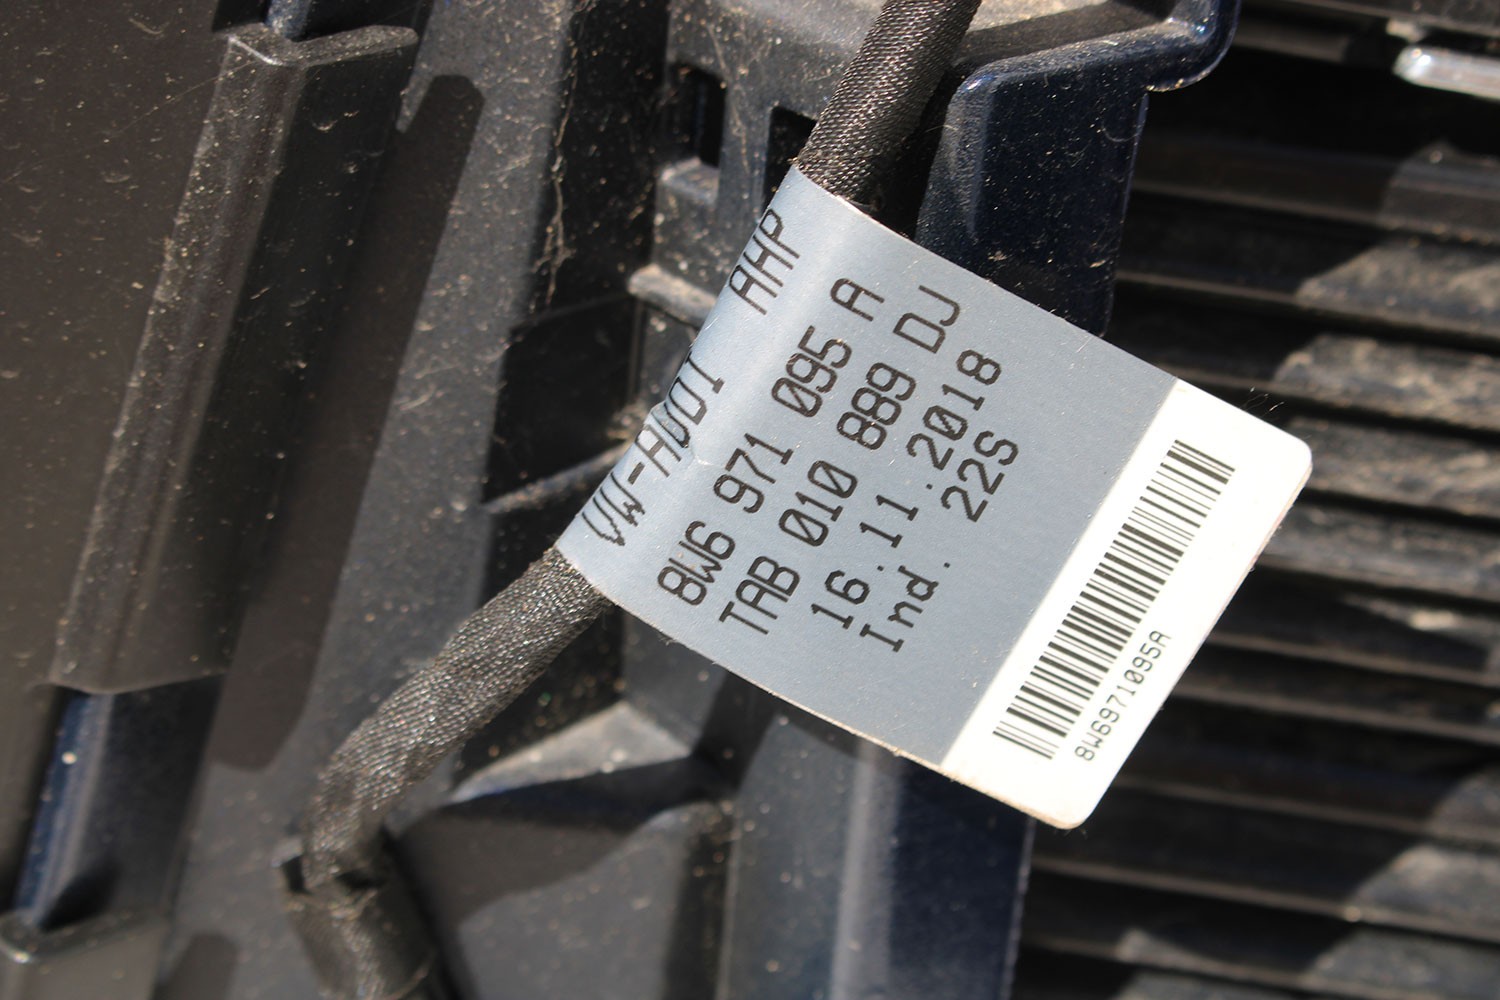 VW-AUDI AHP
8W6 971 095 A
TAB 010 889 DJ
16.11.2018
Ind. 22S
8W6971095A